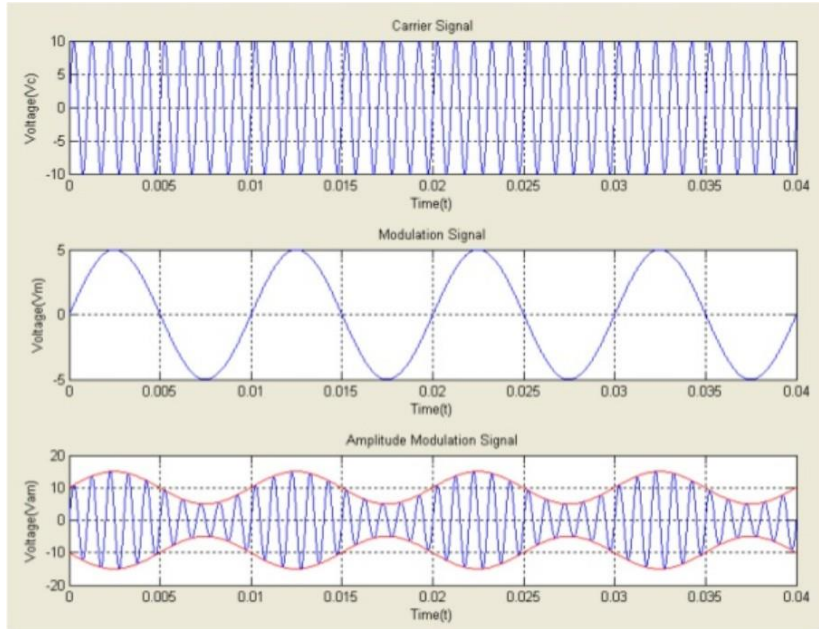 Carrier Signal
Voltage(Vc)
10
5
0
-5
-10
0 0.005 0.01 0.015 0.02 0.025 0.03 0.035 0.04
Time(t)
Modulation Signal
Voltage(Vm)
5
0
-5
0 0.005 0.01 0.015 0.02 0.025 0.03 0.035 0.04
Time(t)
Amplitude Modulation Signal
Voltage(Vam)
20
10
0
-10
-20
0 0.005 0.01 0.015 0.02 0.025 0.03 0.035 0.04
Time(t)